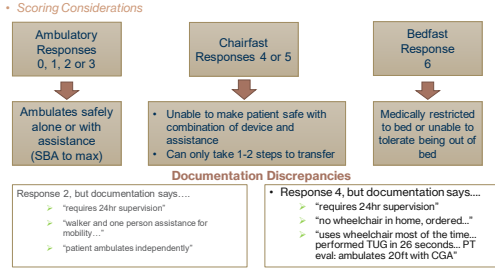 • Scoring Considerations
Ambulatory
Responses
0, 1, 2 or 3
Chairfast
Responses 4 or 5
Bedfast
Response
6
Ambulates safely
alone or with
assistance
(SBA to max)
• Unable to make patient safe with
combination of device and
assistance
• Can only take 1-2 steps to transfer
Medically restricted
to bed or unable to
tolerate being out of
bed
Documentation Discrepancies
Response 2, but documentation says….
➢ “requires 24hr supervision”
➢ “walker and one person assistance for
mobility…”
➢ “patient ambulates independently”
• Response 4, but documentation says….
➢ “requires 24hr supervision”
➢ “no wheelchair in home, ordered…”
➢ “uses wheelchair most of the time…
performed TUG in 26 seconds… PT
eval: ambulates 20ft with CGA”